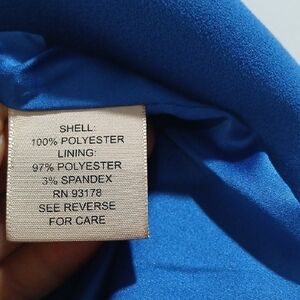 SHELL:
100% POLYESTER
LINING:
97% POLYESTER
3% SPANDEX
RN 93178
SEE REVERSE
FOR CARE